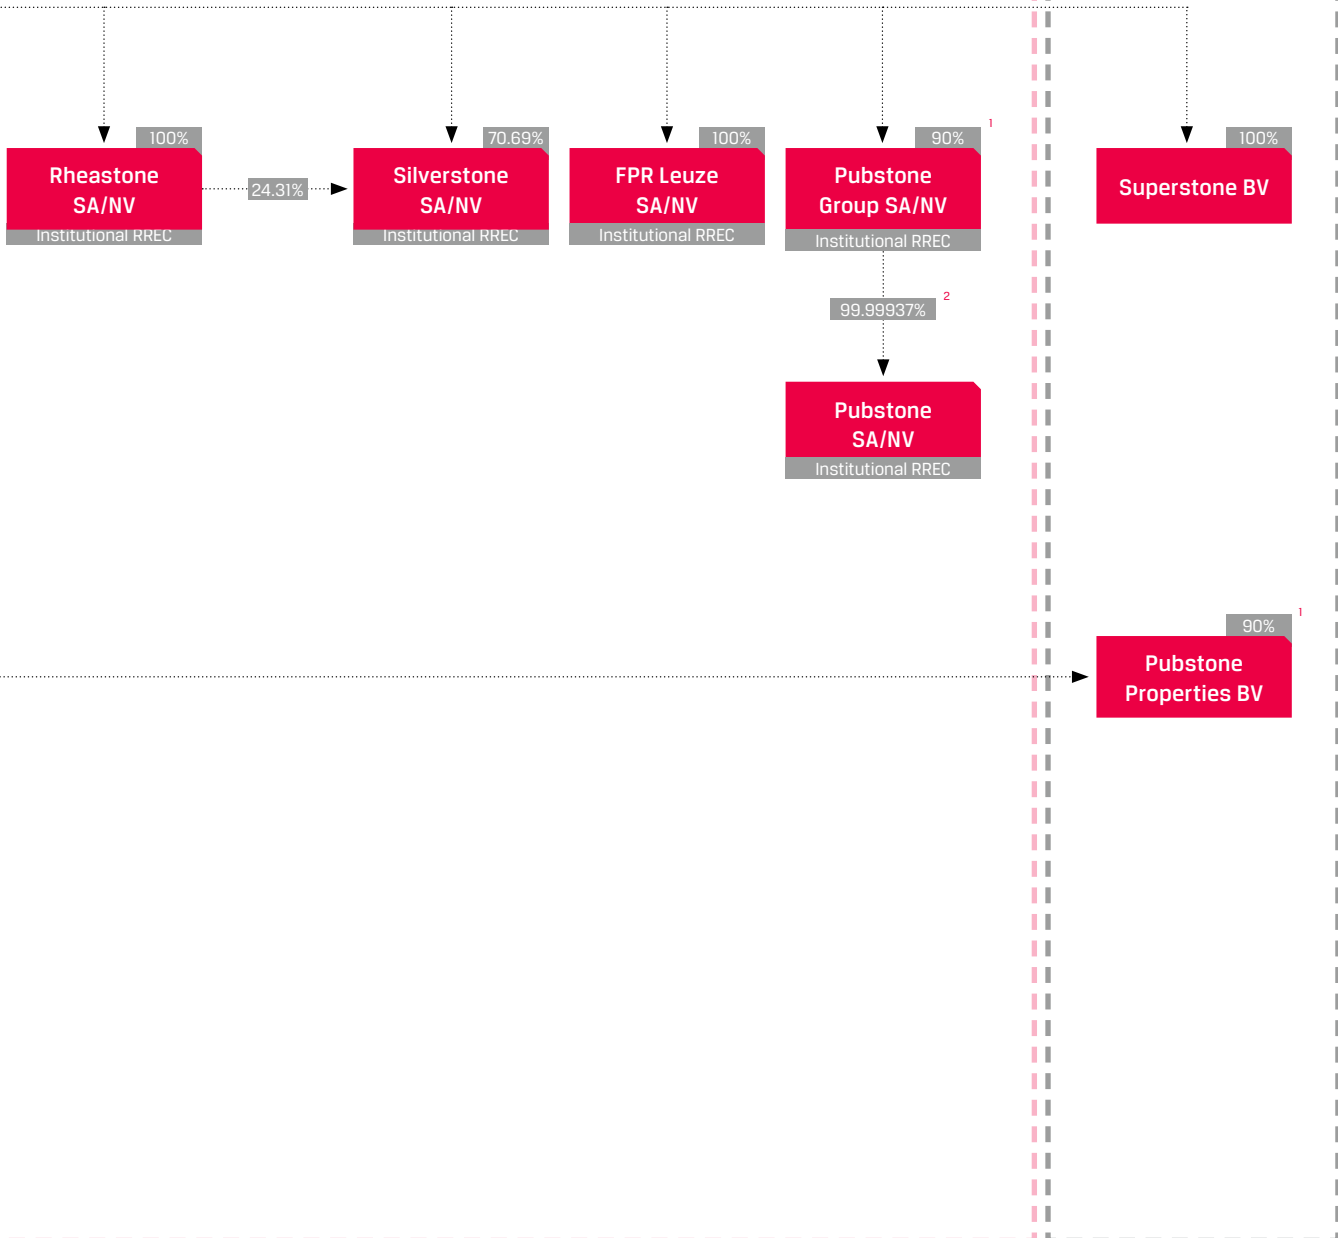 100%
Rheastone
SA/NV
Institutional RREC
24.31%
70.69%
Silverstone
SA/NV
Institutional RREC
100%
FPR Leuze
SA/NV
Institutional RREC
90% 1
Pubstone
Group SA/NV
Institutional RREC
99.99937% 2
Pubstone
SA/NV
Institutional RREC
100%
Superstone BV
90% 1
Pubstone
Properties BV